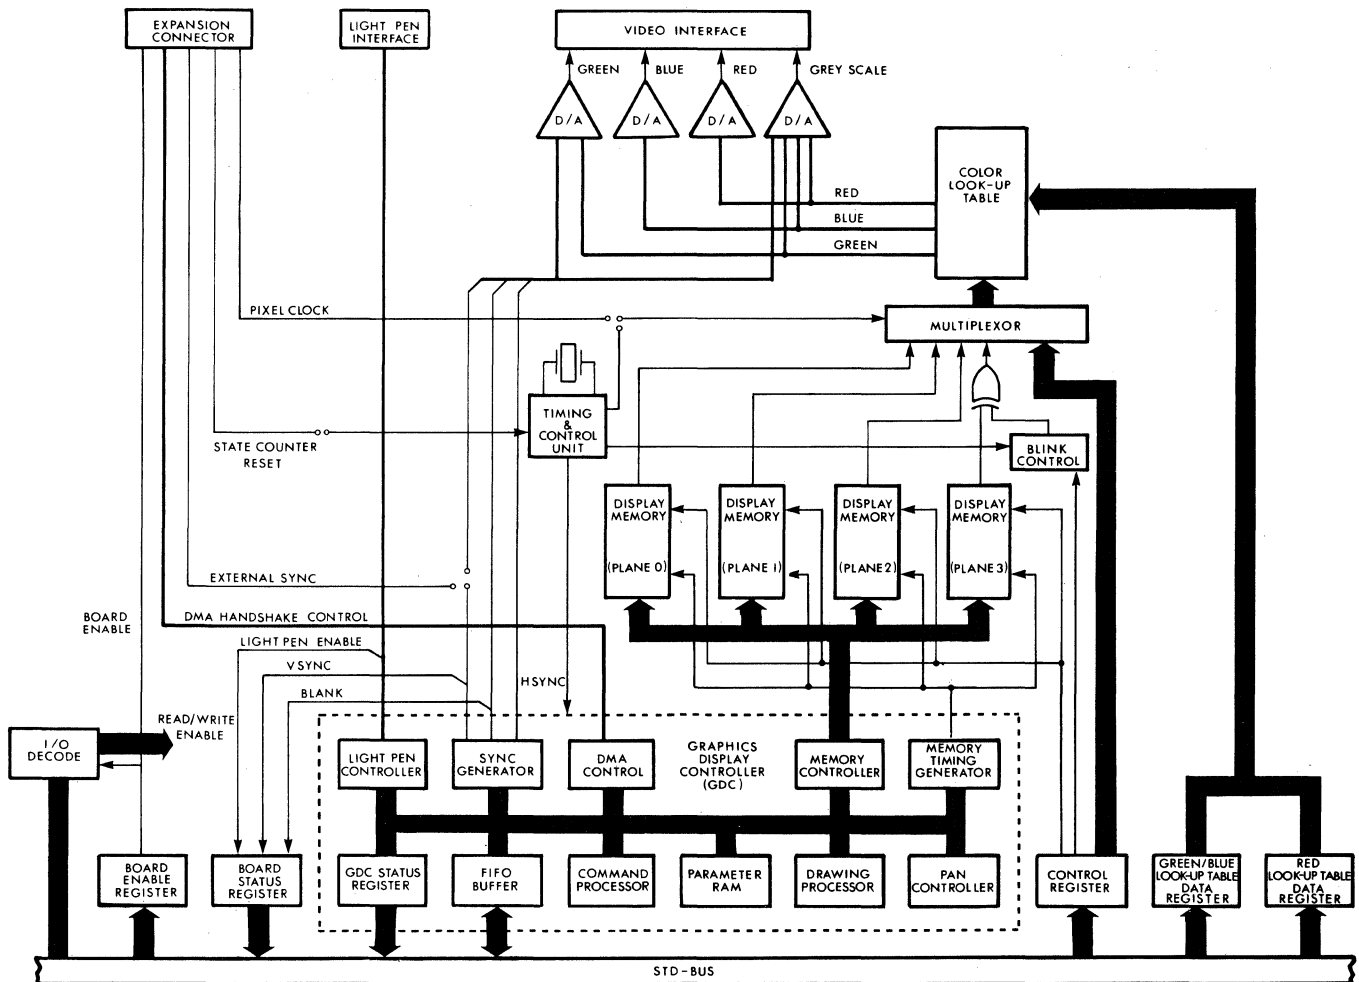 EXPANSION
CONNECTOR
LIGHT PEN
INTERFACE
VIDEO INTERFACE
GREEN
BLUE
RED
GREY SCALE
D/A
D/A
D/A
D/A
COLOR
LOOK-UP
TABLE
RED
BLUE
GREEN
PIXEL CLOCK
MULTIPLEXOR
TIMING
&
CONTROL
UNIT
STATE COUNTER
RESET
BLINK
CONTROL
DISPLAY
MEMORY
(PLANE 0)
DISPLAY
MEMORY
(PLANE 1)
DISPLAY
MEMORY
(PLANE 2)
DISPLAY
MEMORY
(PLANE 3)
EXTERNAL SYNC
BOARD
ENABLE
DMA HANDSHAKE CONTROL
LIGHT PEN ENABLE
V SYNC
BLANK
HSYNC
READ/WRITE
ENABLE
I/O
DECODE
LIGHT PEN
CONTROLLER
SYNC
GENERATOR
DMA
CONTROL
GRAPHICS
DISPLAY
CONTROLLER
(GDC)
MEMORY
CONTROLLER
MEMORY
TIMING
GENERATOR
BOARD
ENABLE
REGISTER
BOARD
STATUS
REGISTER
GDC STATUS
REGISTER
FIFO
BUFFER
COMMAND
PROCESSOR
PARAMETER
RAM
DRAWING
PROCESSOR
PAN
CONTROLLER
CONTROL
REGISTER
GREEN/BLUE
LOOK-UP TABLE
DATA
REGISTER
RED
LOOK-UP TABLE
DATA
REGISTER
STD-BUS